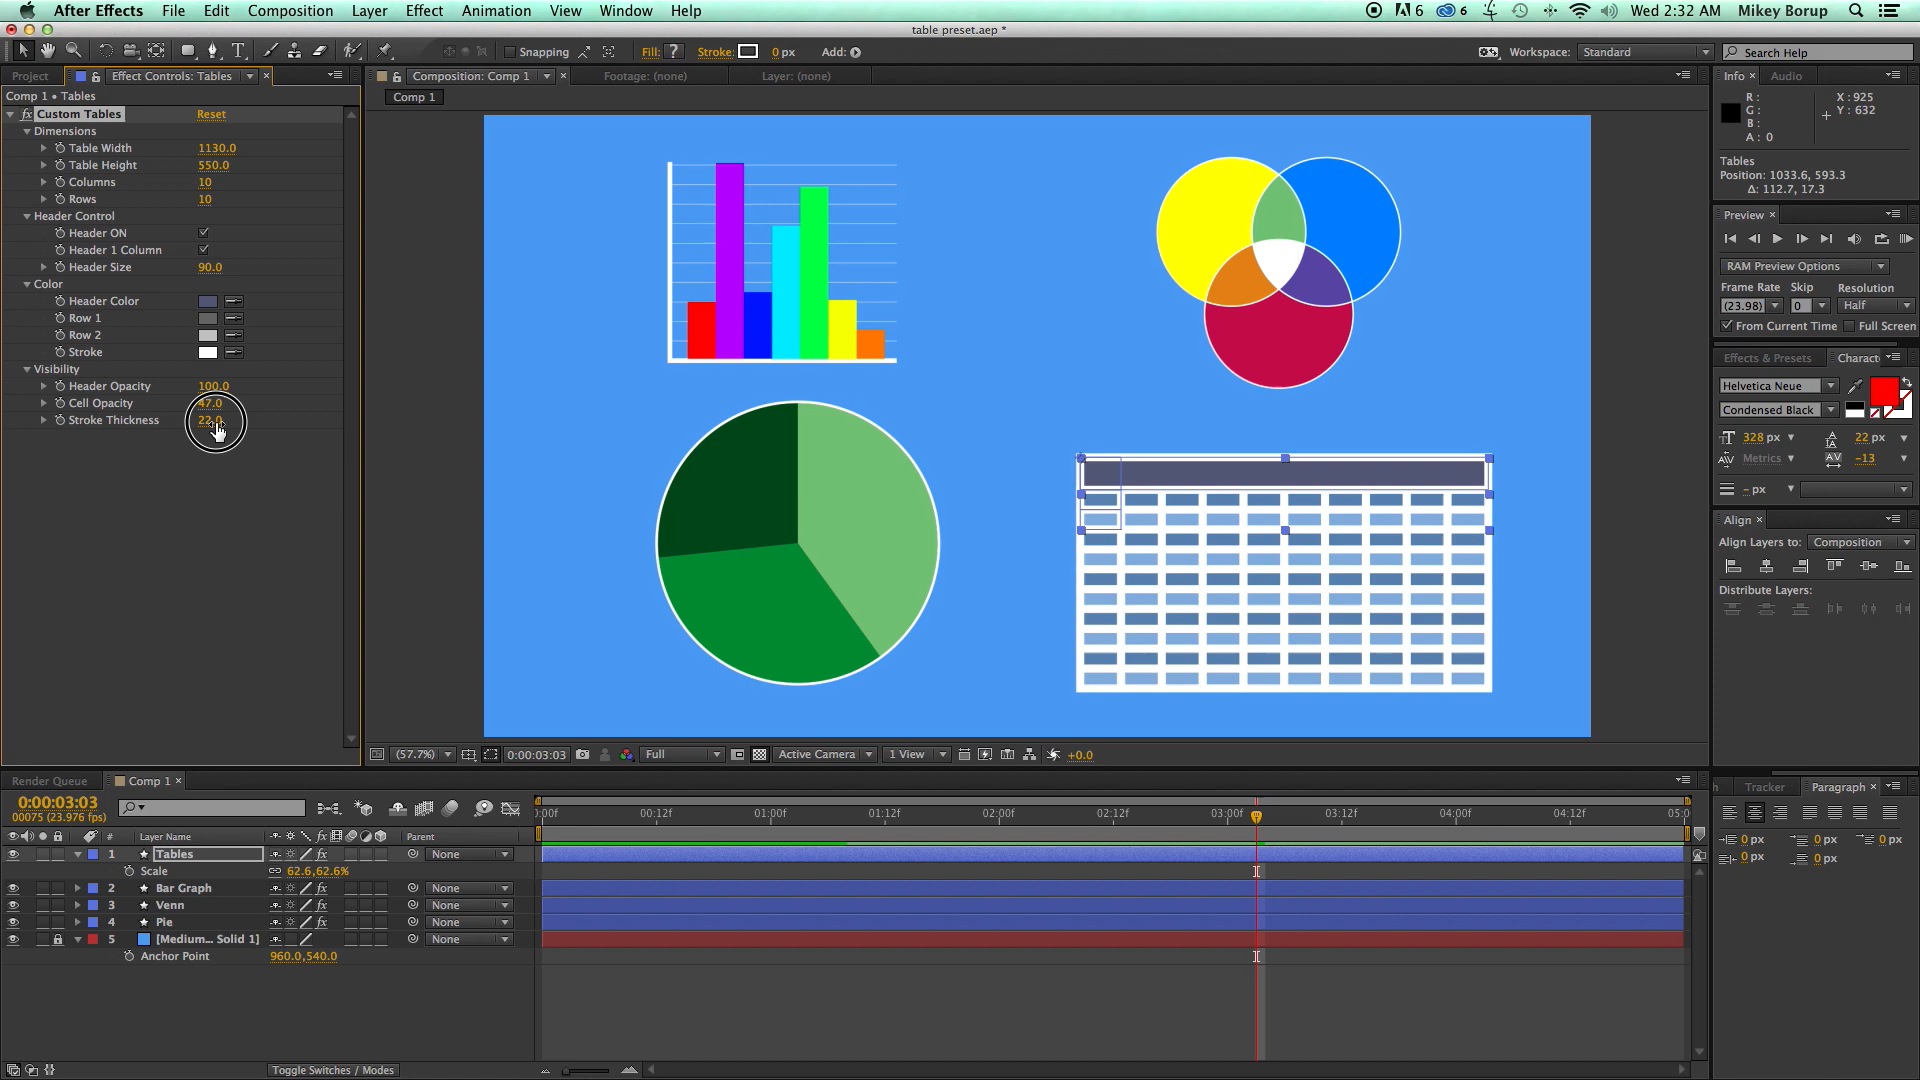 After Effects File Edit Composition Layer Effect Animation View Window Help 6 6 Wed 2:32 AM Mikey Borup
table preset.aep *
Snapping Fill: ? Stroke: 0 px Add: Workspace: Standard Search Help
Project Effect Controls: Tables Composition: Comp 1 Footage: (none) Layer: (none) Info Audio
Comp 1 • Tables
Comp 1
Custom Tables Reset
Dimensions
Table Width 1130.0
Table Height 550.0
Columns 10
Rows 10
Header Control
Header ON
Header 1 Column
Header Size 90.0
Color
Header Color
Row 1
Row 2
Stroke
Visibility
Header Opacity 100.0
Cell Opacity 47.0
Stroke Thickness 22.0
R: X: 925
G: Y: 632
B:
A: 0
Tables
Position: 1033.6, 593.3
Δ: 112.7, 17.3
Preview
RAM Preview Options
Frame Rate Skip Resolution
(23.98) 0 Half
From Current Time Full Screen
Effects & Presets Charact
Helvetica Neue
Condensed Black
328 px 22 px
Metrics -13
- px
Align
Align Layers to: Composition
Distribute Layers:
(57.7%) 0:00:03:03 Full Active Camera 1 View +0.0
Render Queue Comp 1
0:00:03:03
00075 (23.976 fps)
:00f 00:12f 01:00f 01:12f 02:00f 02:12f 03:00f 03:12f 04:00f 04:12f 05:0
# Layer Name Parent
1 Tables None
Scale 62.6,62.6%
2 Bar Graph None
3 Venn None
4 Pie None
5 [Medium... Solid 1] None
Anchor Point 960.0,540.0
Toggle Switches / Modes
Tracker Paragraph
0 px 0 px 0 px
0 px 0 px